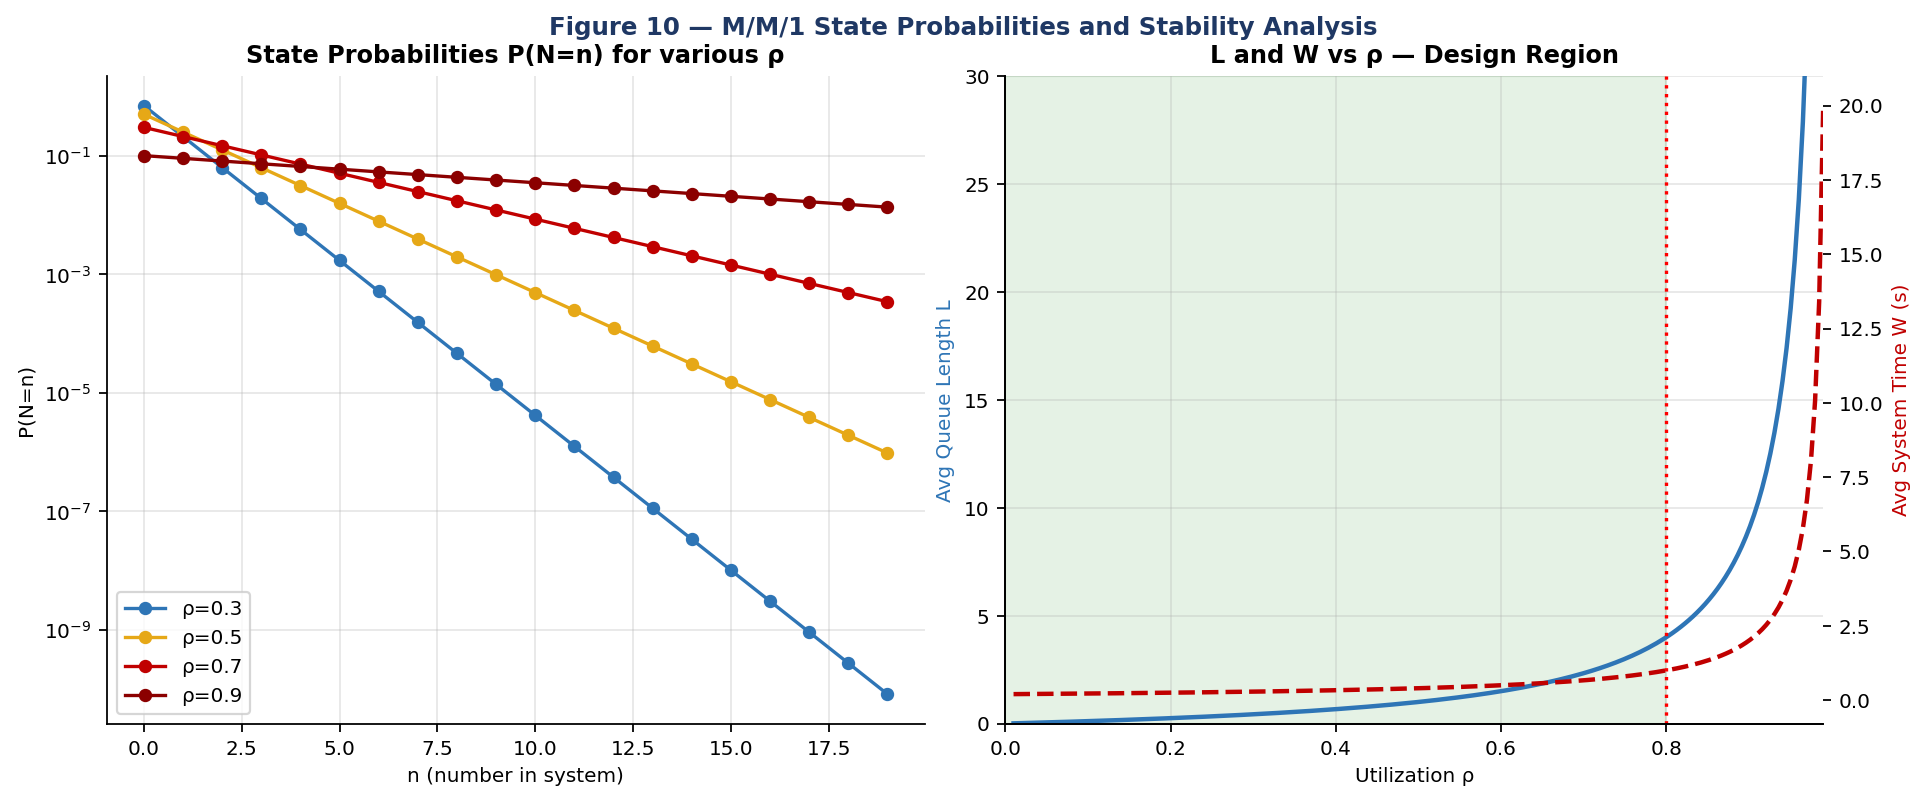 Figure 10 — M/M/1 State Probabilities and Stability Analysis
State Probabilities P(N=n) for various ρ
P(N=n)
10⁻¹
10⁻³
10⁻⁵
10⁻⁷
10⁻⁹
ρ=0.3
ρ=0.5
ρ=0.7
ρ=0.9
0.0 2.5 5.0 7.5 10.0 12.5 15.0 17.5
n (number in system)
L and W vs ρ — Design Region
Avg Queue Length L
30
25
20
15
10
5
0
0.0 0.2 0.4 0.6 0.8
Utilization ρ
20.0
17.5
15.0
12.5
10.0
7.5
5.0
2.5
0.0
Avg System Time W (s)